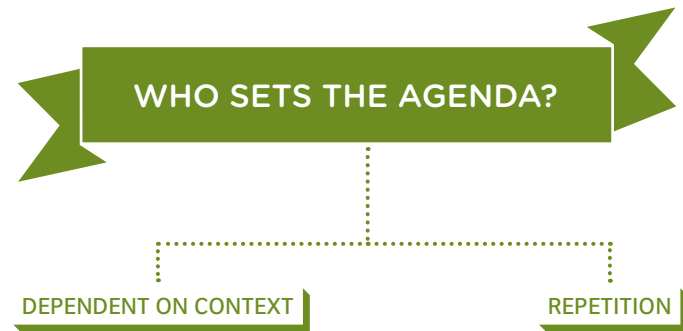 WHO SETS THE AGENDA?
DEPENDENT ON CONTEXT
REPETITION